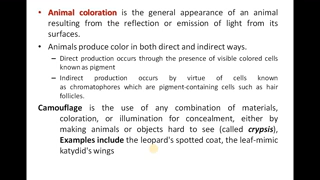 • Animal coloration is the general appearance of an animal
resulting from the reflection or emission of light from its
surfaces.
• Animals produce color in both direct and indirect ways.
– Direct production occurs through the presence of visible colored cells
known as pigment
– Indirect production occurs by virtue of cells known
as chromatophores which are pigment-containing cells such as hair
follicles.
Camouflage is the use of any combination of materials,
coloration, or illumination for concealment, either by
making animals or objects hard to see (called crypsis),
Examples include the leopard's spotted coat, the leaf-mimic
katydid's wings